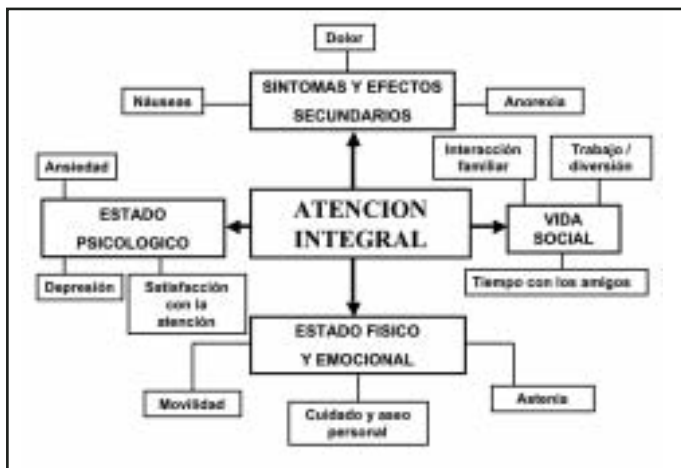 Dolor
SINTOMAS Y EFECTOS
SECUNDARIOS
Náuseas
Anorexia
Interacción
familiar
Trabajo /
diversión
Ansiedad
ESTADO
PSICOLOGICO
ATENCION
INTEGRAL
VIDA
SOCIAL
Depresión
Satisfacción
con la
atención
Tiempo con los amigos
ESTADO FISICO
Y EMOCIONAL
Movilidad
Cuidado y aseo
personal
Astenia